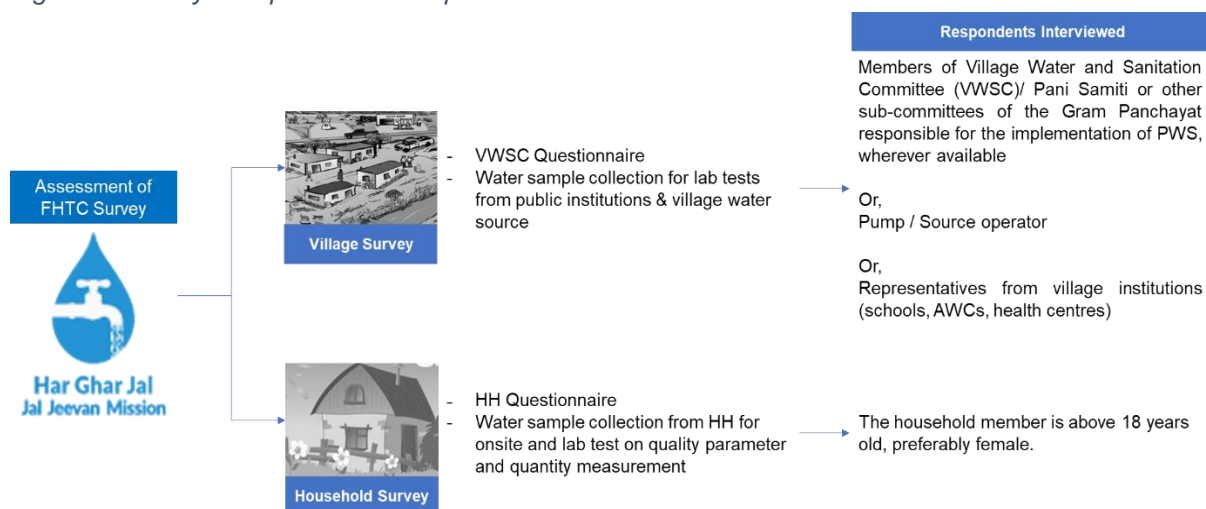 Respondents Interviewed
Members of Village Water and Sanitation
Committee (VWSC)/ Pani Samiti or other
sub-committees of the Gram Panchayat
responsible for the implementation of PWS,
wherever available
Or,
Pump / Source operator
Or,
Representatives from village institutions
(schools, AWCs, health centres)
Assessment of
FHTC Survey
Har Ghar Jal
Jal Jeevan Mission
Village Survey
- VWSC Questionnaire
- Water sample collection for lab tests
from public institutions & village water
source
Household Survey
- HH Questionnaire
- Water sample collection from HH for
onsite and lab test on quality parameter
and quantity measurement
The household member is above 18 years
old, preferably female.